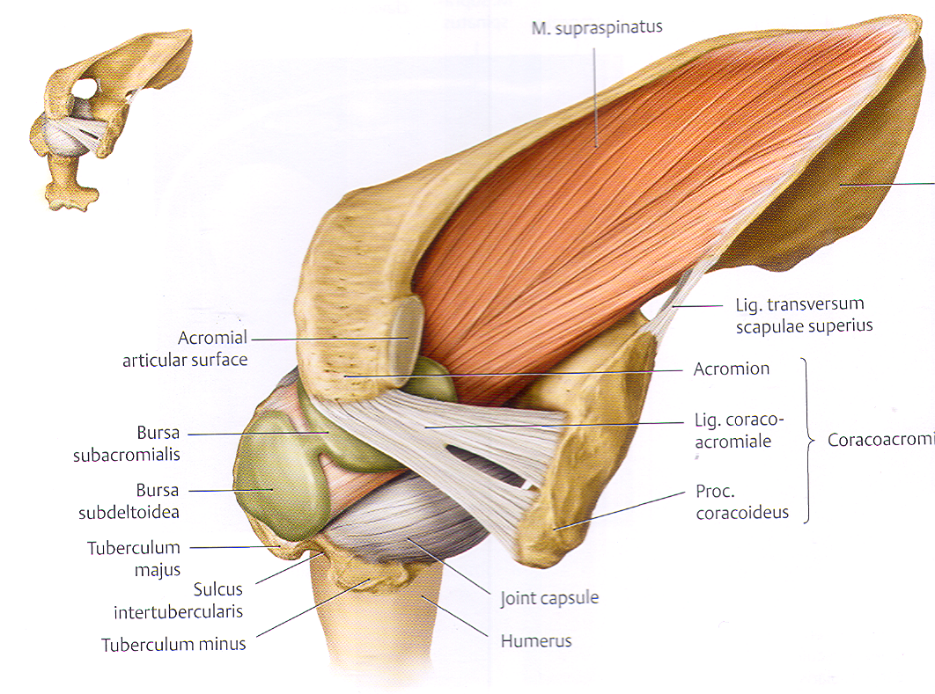 M. supraspinatus
Lig. transversum
scapulae superius
Acromial
articular surface
Acromion
Lig. coraco-
acromiale
Coracoacromi
Bursa
subacromialis
Bursa
subdeltoidea
Proc.
coracoideus
Tuberculum
majus
Sulcus
intertubercularis
Tuberculum minus
Joint capsule
Humerus